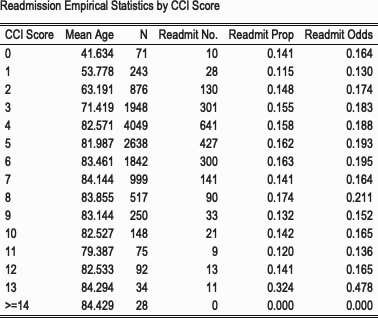 Readmission Empirical Statistics by CCI Score
CCI Score Mean Age N Readmit No. Readmit Prop Readmit Odds
0 41.634 71 10 0.141 0.164
1 53.778 243 28 0.115 0.130
2 63.191 876 130 0.148 0.174
3 71.419 1948 301 0.155 0.183
4 82.571 4049 641 0.158 0.188
5 81.987 2638 427 0.162 0.193
6 83.461 1842 300 0.163 0.195
7 84.144 999 141 0.141 0.164
8 83.855 517 90 0.174 0.211
9 83.144 250 33 0.132 0.152
10 82.527 148 21 0.142 0.165
11 79.387 75 9 0.120 0.136
12 82.533 92 13 0.141 0.165
13 84.294 34 11 0.324 0.478
>=14 84.429 28 0 0.000 0.000